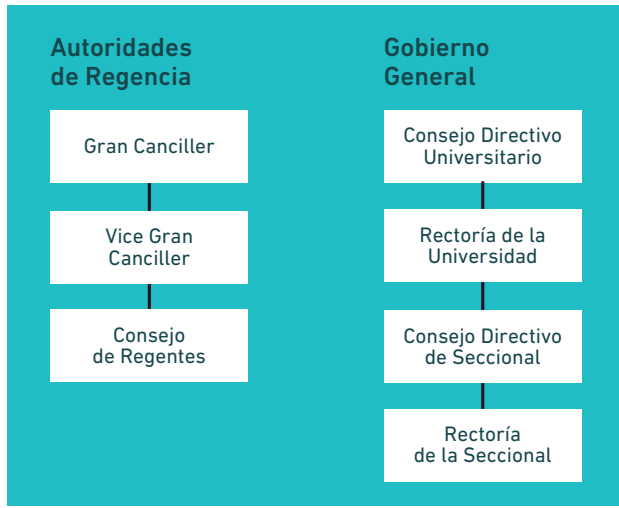 Autoridades
de Regencia
Gran Canciller
Vice Gran
Canciller
Consejo
de Regentes
Gobierno
General
Consejo Directivo
Universitario
Rectoría de la
Universidad
Consejo Directivo
de Seccional
Rectoría
de la Seccional